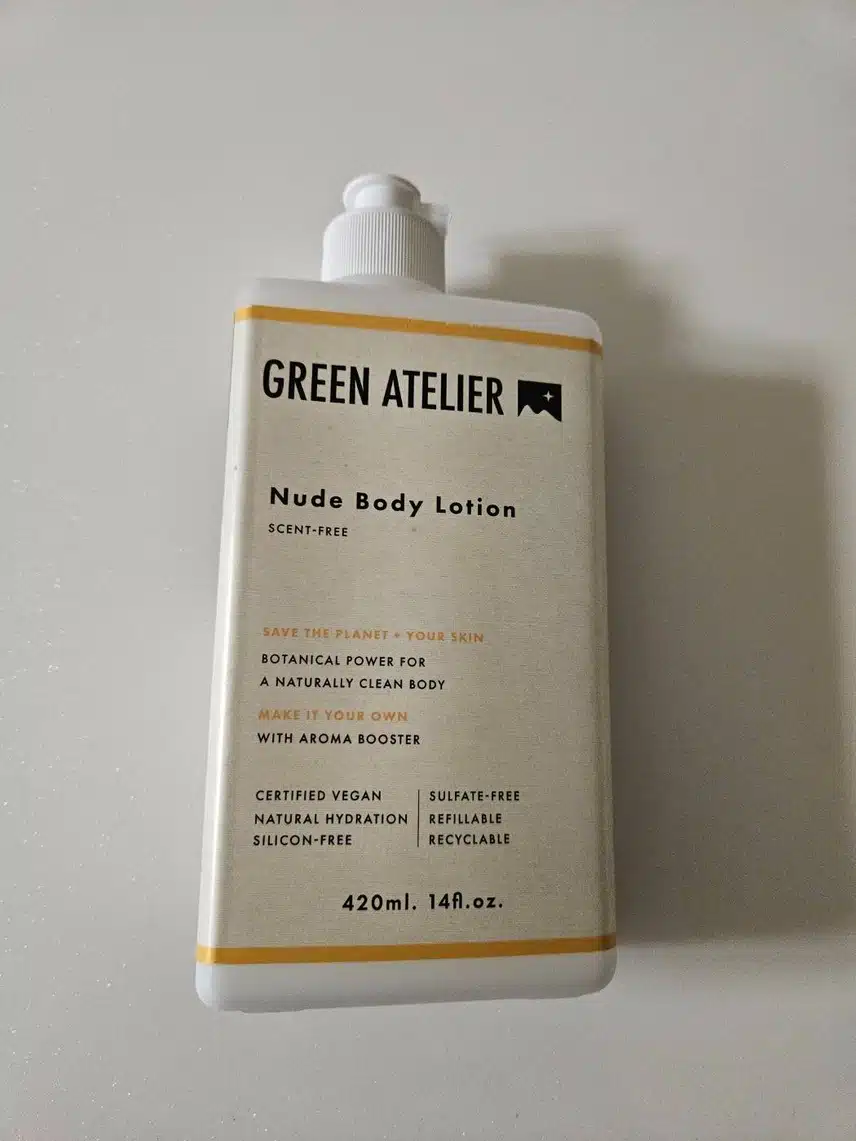 GREEN ATELIER
Nude Body Lotion
SCENT-FREE
SAVE THE PLANET + YOUR SKIN
BOTANICAL POWER FOR
A NATURALLY CLEAN BODY
MAKE IT YOUR OWN
WITH AROMA BOOSTER
CERTIFIED VEGAN
NATURAL HYDRATION
SILICON-FREE
SULFATE-FREE
REFILLABLE
RECYCLABLE
420ml. 14fl.oz.